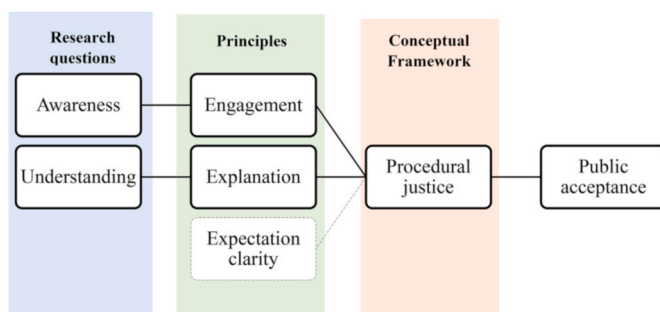 Research
questions
Principles
Conceptual
Framework
Awareness
Engagement
Understanding
Explanation
Procedural
justice
Public
acceptance
Expectation
clarity